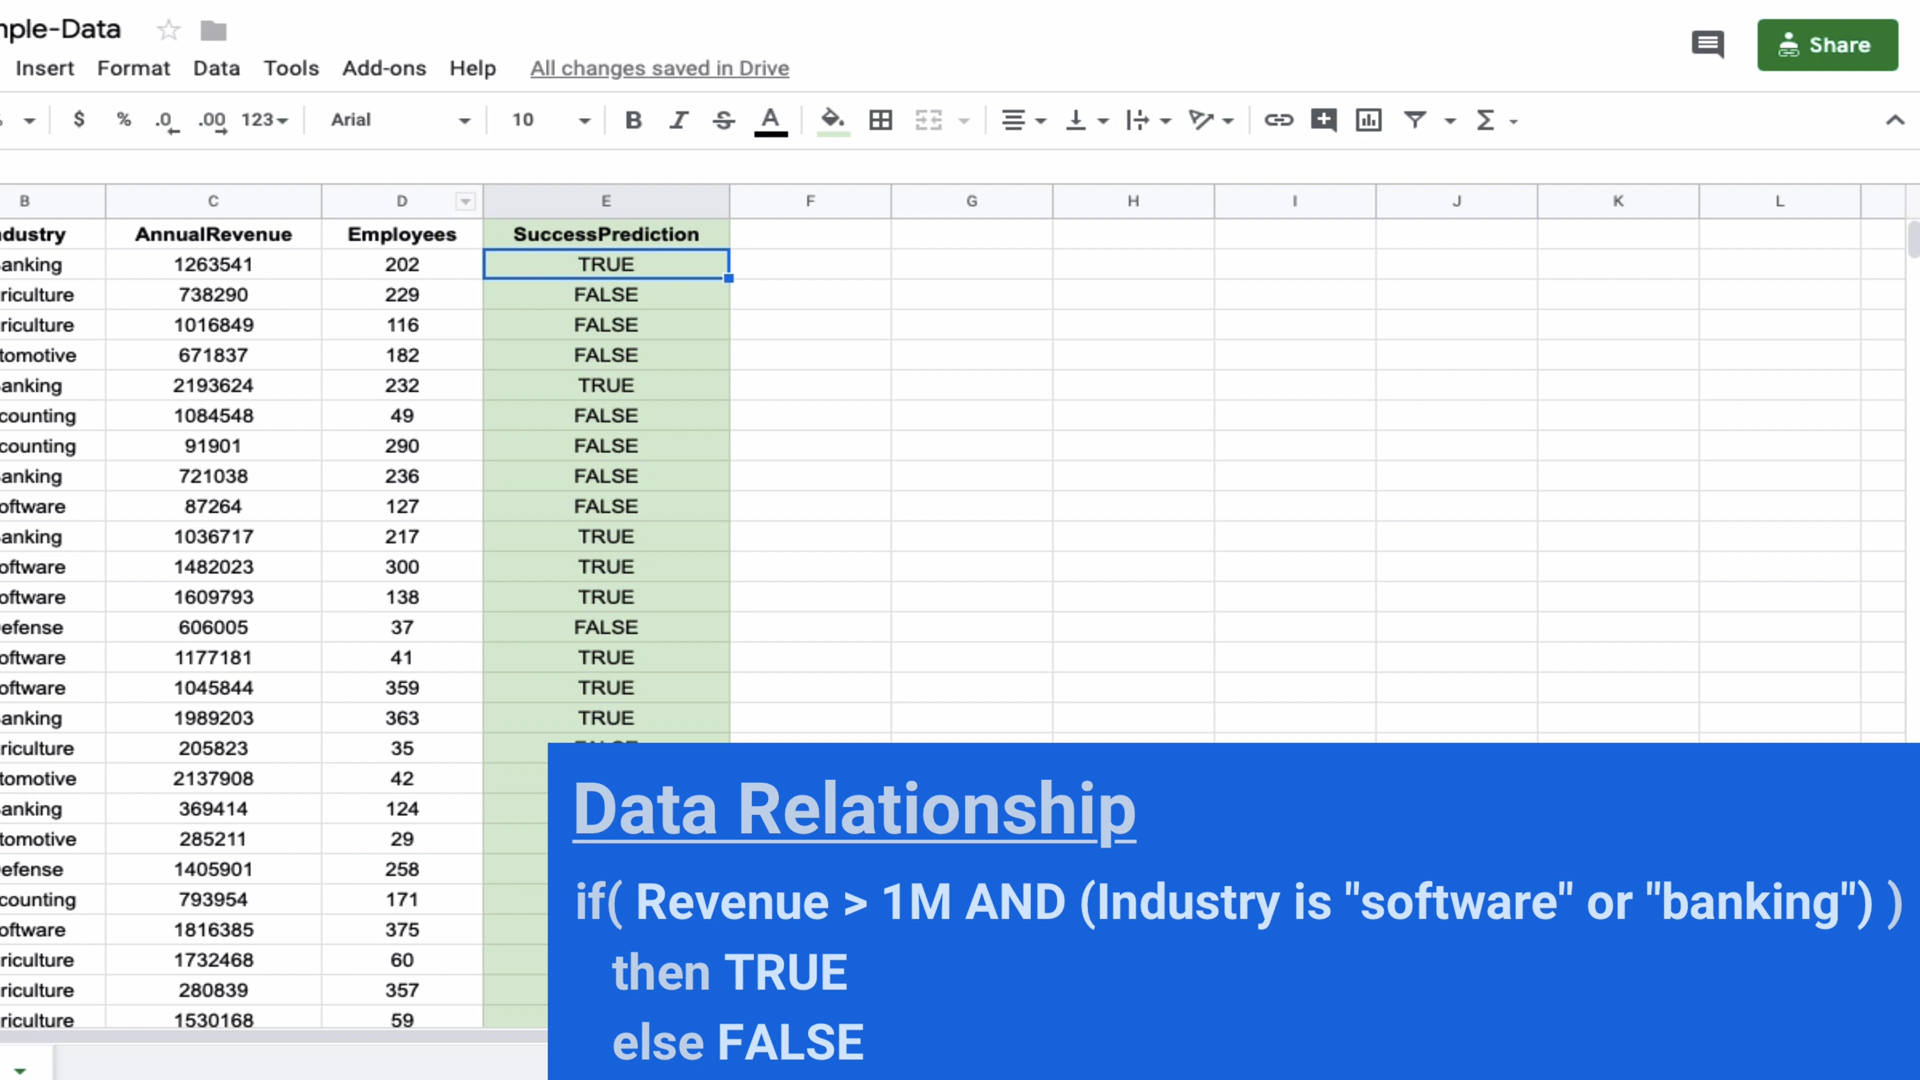 nple-Data
Insert Format Data Tools Add-ons Help All changes saved in Drive
Share
$ % .0 .00 123 Arial 10 B I S A Σ
B C D E F G H I J K L
dustry AnnualRevenue Employees SuccessPrediction
anking 1263541 202 TRUE
riculture 738290 229 FALSE
riculture 1016849 116 FALSE
tomotive 671837 182 FALSE
anking 2193624 232 TRUE
counting 1084548 49 FALSE
counting 91901 290 FALSE
anking 721038 236 FALSE
oftware 87264 127 FALSE
anking 1036717 217 TRUE
oftware 1482023 300 TRUE
oftware 1609793 138 TRUE
efense 606005 37 FALSE
oftware 1177181 41 TRUE
oftware 1045844 359 TRUE
anking 1989203 363 TRUE
riculture 205823 35
tomotive 2137908 42
anking 369414 124
tomotive 285211 29
efense 1405901 258
counting 793954 171
oftware 1816385 375
riculture 1732468 60
riculture 280839 357
riculture 1530168 59
Data Relationship
if( Revenue > 1M AND (Industry is "software" or "banking") )
then TRUE
else FALSE